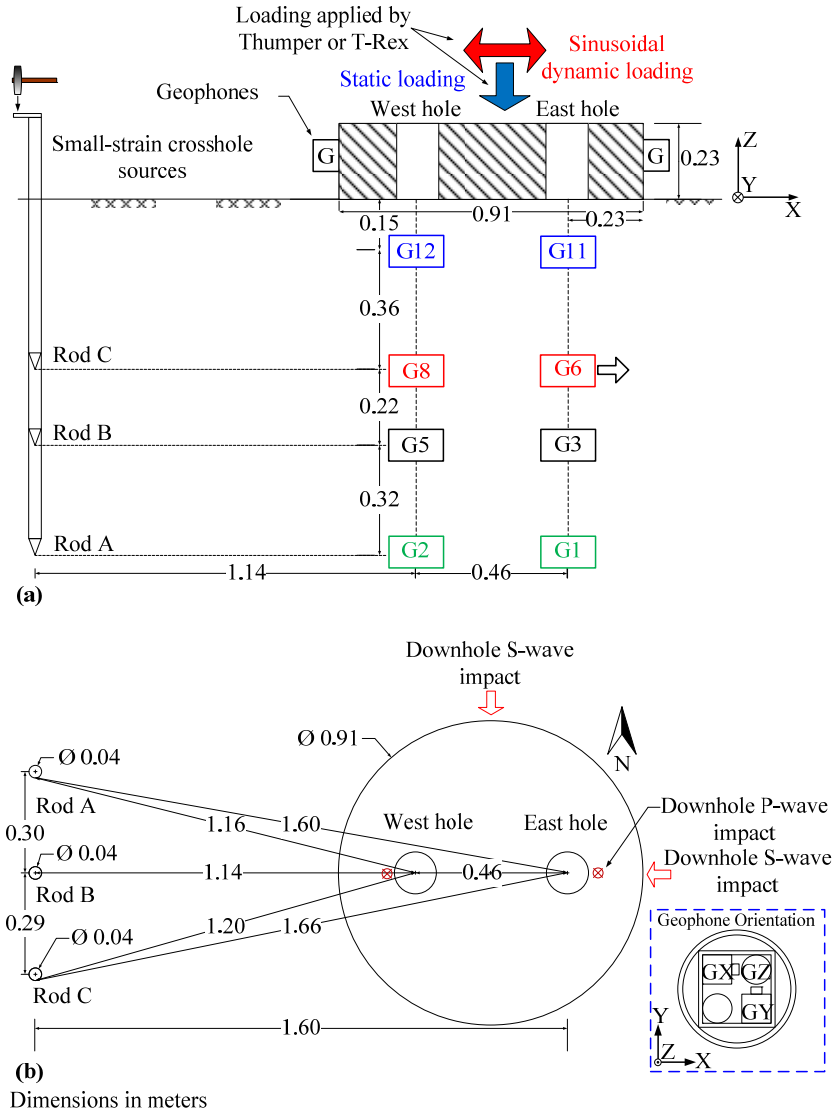 Loading applied by
Thumper or T-Rex
Sinusoidal
dynamic loading
Static loading
Geophones
West hole
East hole
G
G
Small-strain crosshole
sources
0.23
Z
Y
X
0.91
0.23
0.15
G12
G11
0.36
Rod C
G8
G6
0.22
Rod B
G5
G3
0.32
Rod A
G2
G1
1.14
0.46
(a)
Downhole S-wave
impact
Ø 0.91
N
Ø 0.04
Rod A
0.30
1.16
1.60
West hole
East hole
Downhole P-wave
impact
Ø 0.04
Rod B
1.14
0.46
Downhole S-wave
impact
0.29
Ø 0.04
1.20
1.66
Rod C
Geophone Orientation
GX
GZ
GY
Y
Z
X
1.60
(b)
Dimensions in meters